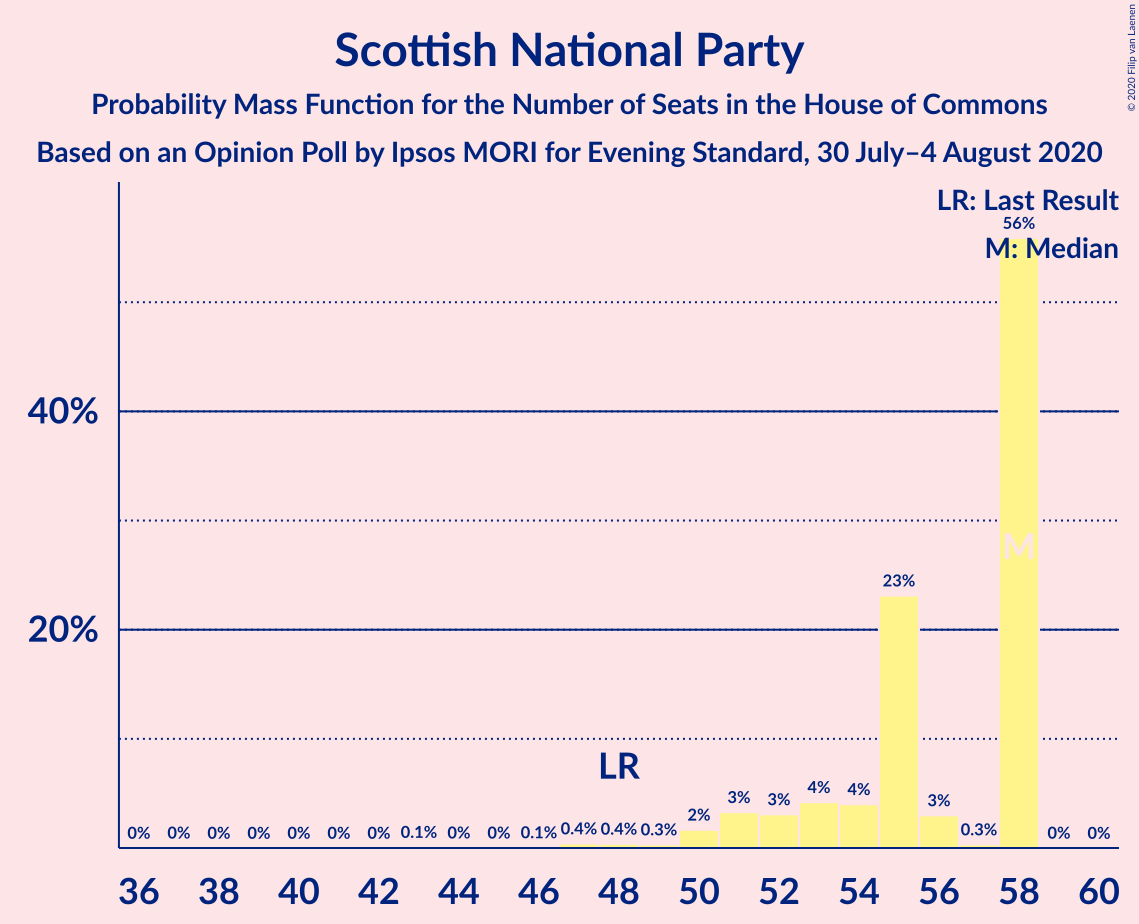 Scottish National Party
Probability Mass Function for the Number of Seats in the House of Commons
Based on an Opinion Poll by Ipsos MORI for Evening Standard, 30 July–4 August 2020
© 2020 Filip van Laenen
LR: Last Result
56%
M: Median
40%
M
23%
20%
LR
0% 0% 0% 0% 0% 0% 0% 0.1% 0% 0% 0.1% 0.4% 0.4% 0.3% 2% 3% 3% 4% 4% 3% 0.3% 0% 0%
36 38 40 42 44 46 48 50 52 54 56 58 60